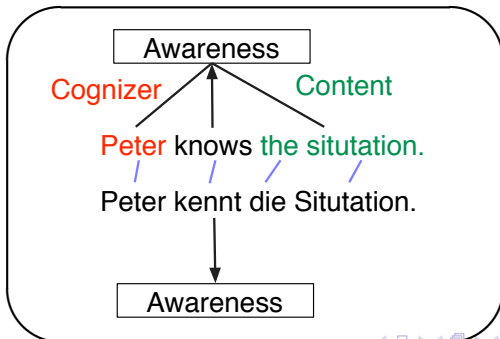 Awareness
Cognizer Content
Peter knows the situtation.
Peter kennt die Situtation.
Awareness